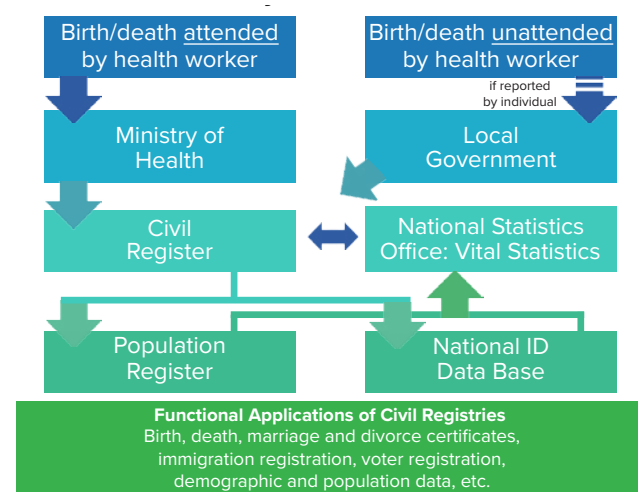 Birth/death attended
by health worker
Birth/death unattended
by health worker
if reported
by individual
Ministry of
Health
Local
Government
Civil
Register
National Statistics
Office: Vital Statistics
Population
Register
National ID
Data Base
Functional Applications of Civil Registries
Birth, death, marriage and divorce certificates,
immigration registration, voter registration,
demographic and population data, etc.